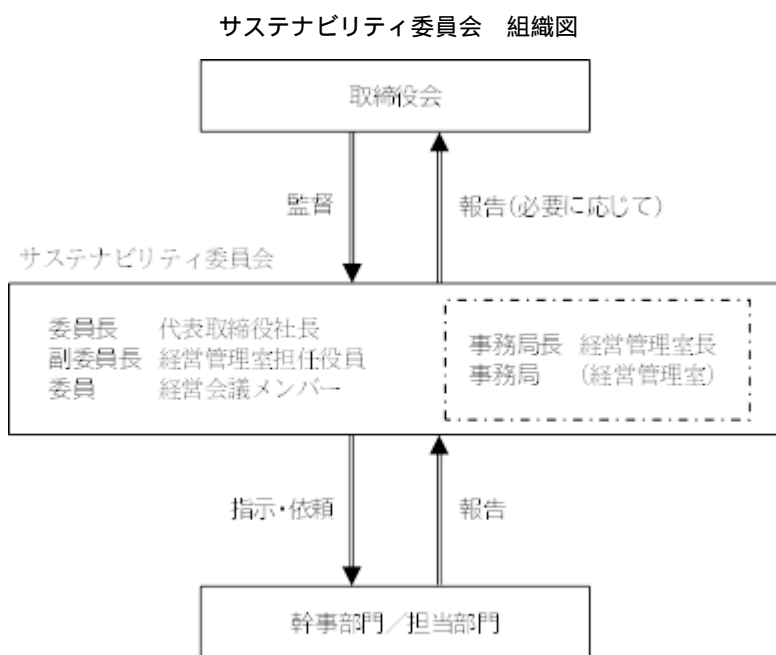 サステナビリティ委員会　組織図
取締役会
監督
報告(必要に応じて)
サステナビリティ委員会
委員長　代表取締役社長
副委員長　経営管理室担任役員
委員　経営会議メンバー
事務局長　経営管理室長
事務局　(経営管理室)
指示・依頼
報告
幹事部門／担当部門